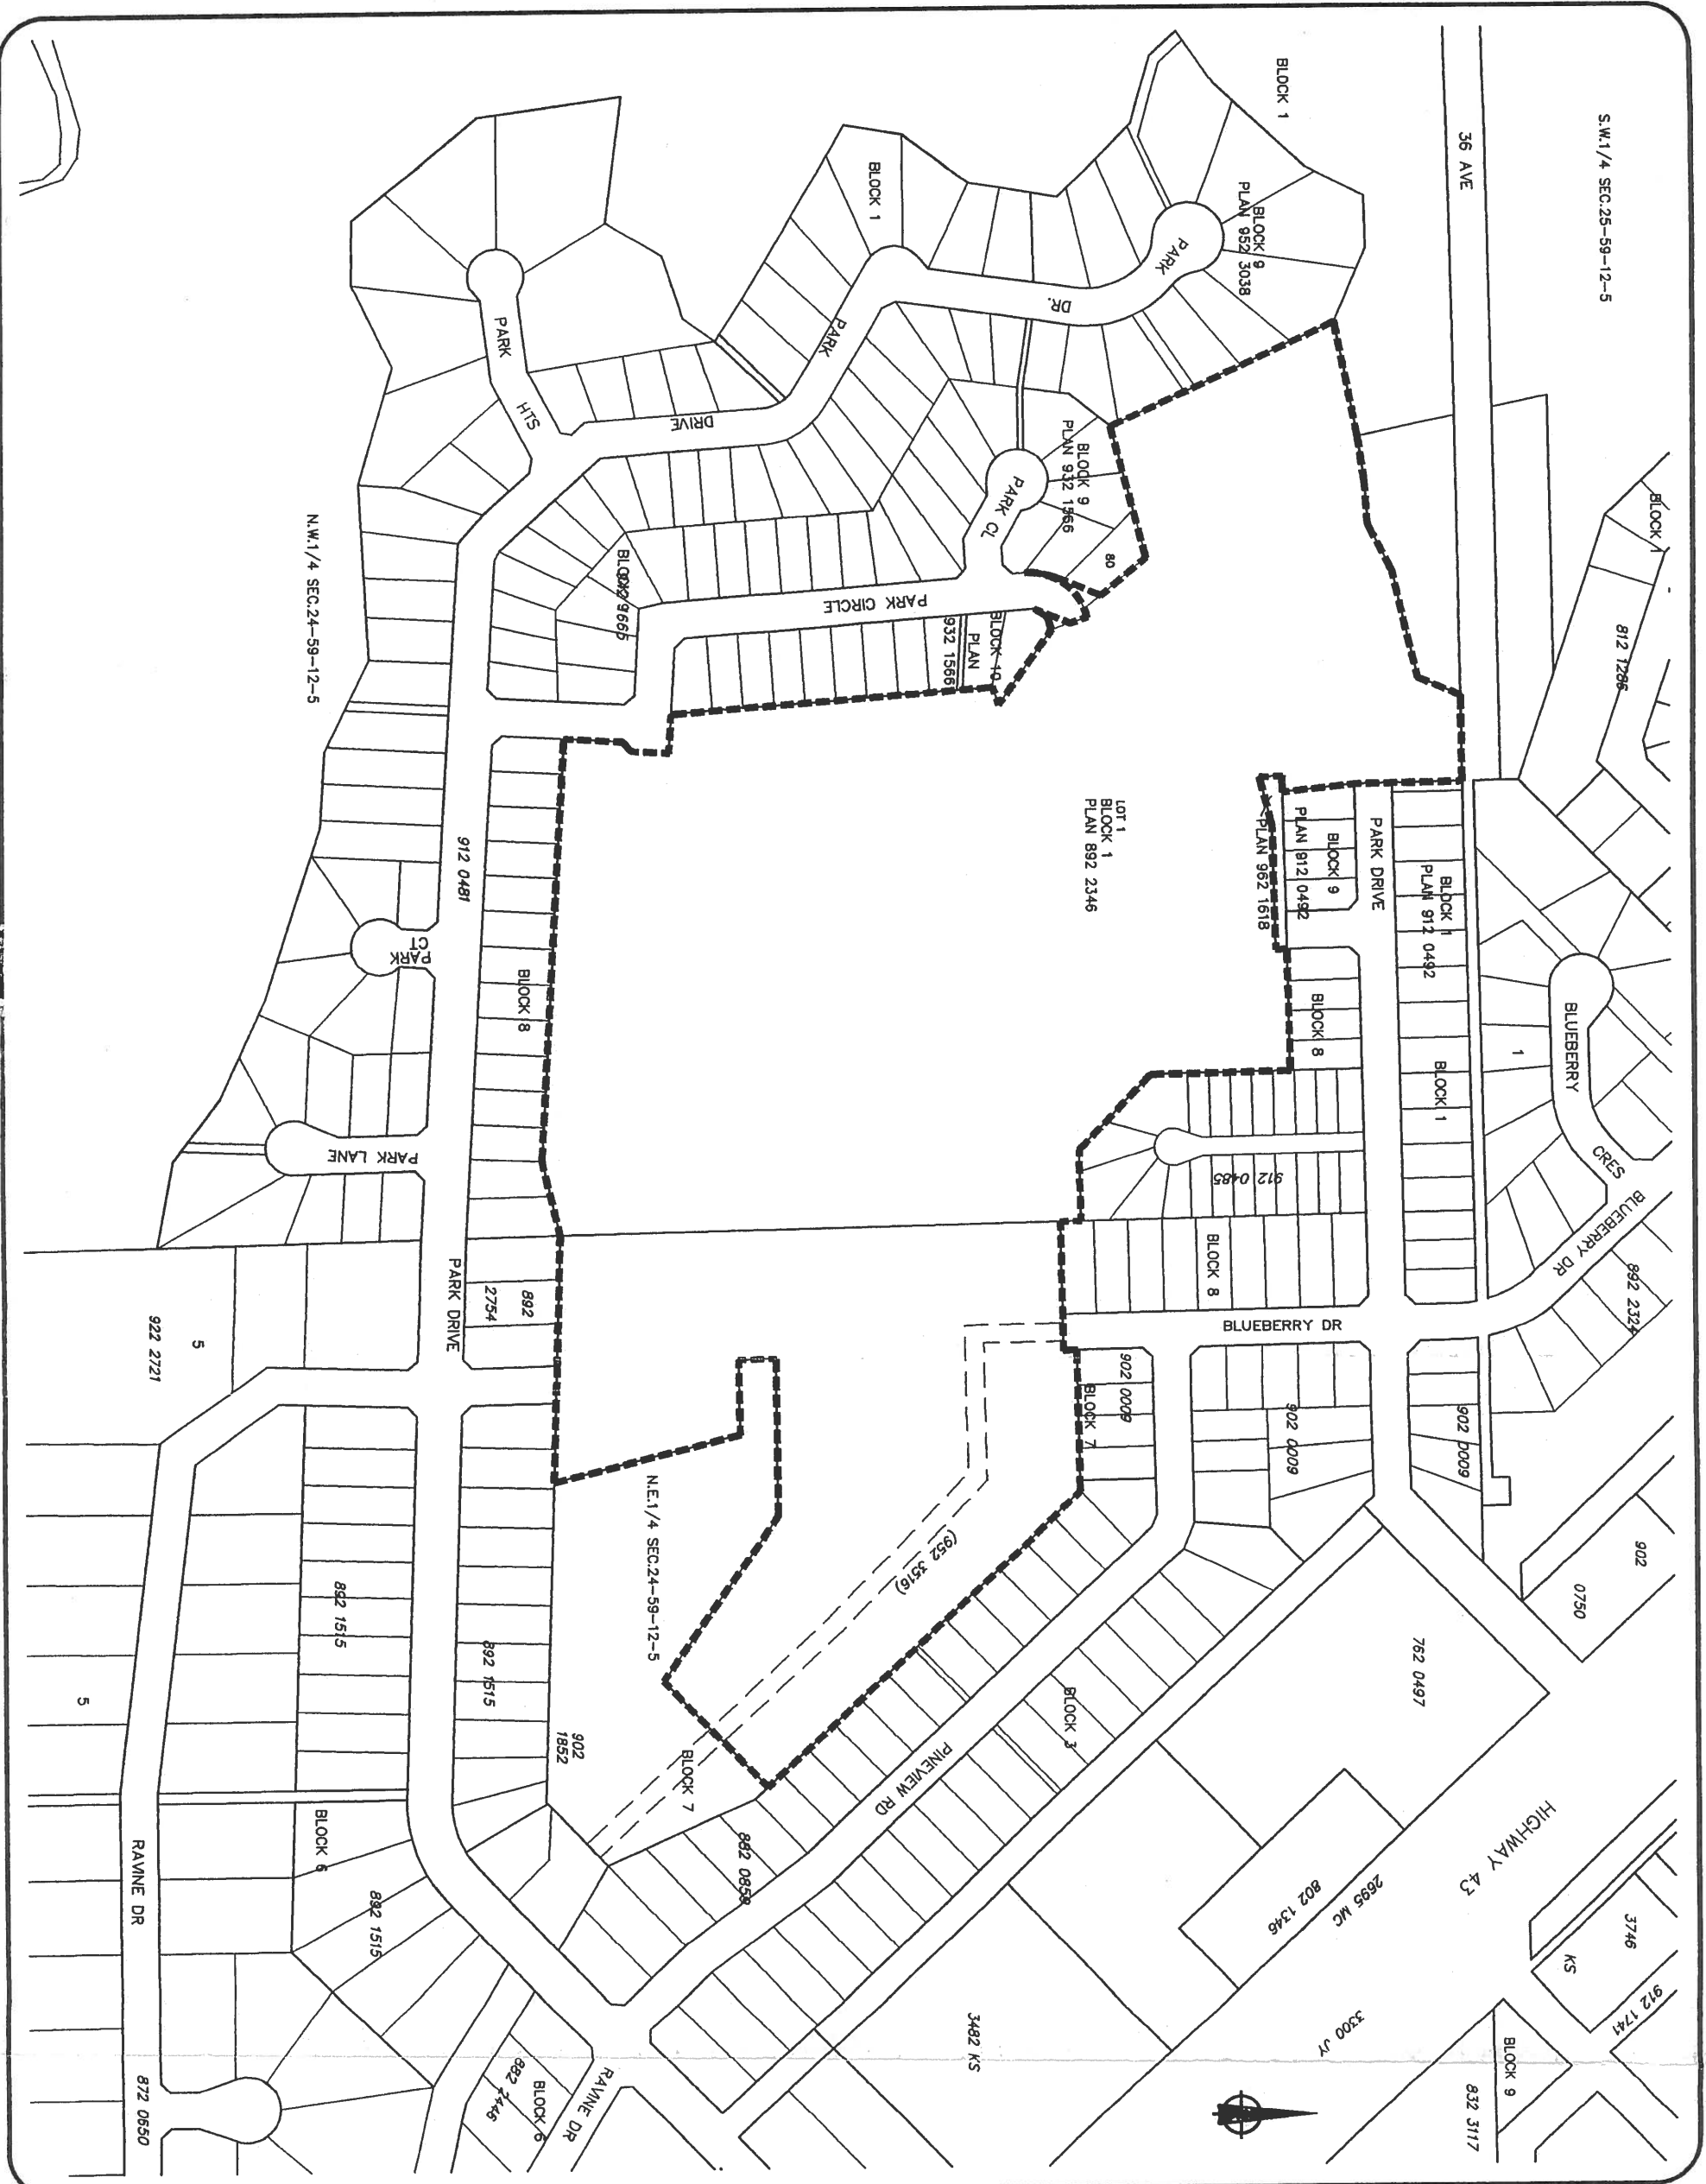 S.W.1/4 SEC.25-59-12-5
36 AVE
BLOCK 1
BLOCK 9
PLAN 952 3038
PARK
DR.
BLOCK 1
PARK
DRIVE
PARK
HTS
BLOCK 9
PLAN 932 1566
PARK CL
80
PARK CIRCLE
BLOCK 10
PLAN
932 1566
BLOCK
N.W.1/4 SEC.24-59-12-5
BLOCK 1
812 1286
LOT 1
BLOCK 1
PLAN 892 2346
PLAN 962 1618
PLAN 912 0492
BLOCK 9
PARK DRIVE
BLOCK 1
PLAN 912 0492
BLOCK 8
BLOCK 1
1
BLUEBERRY
CRES
BLUEBERRY DR
892 2324
912 0485
BLOCK 8
BLUEBERRY DR
912 0481
PARK
CT
BLOCK 8
PARK LANE
PARK DRIVE
892
2754
922 2721
5
902 0009
BLOCK 7
902 0009
902 0009
902
0750
762 0497
(952 3516)
N.E.1/4 SEC.24-59-12-5
892 1515
892 1515
902
1852
BLOCK 7
BLOCK 3
PINEVIEW RD
882 0858
5
BLOCK 6
892 1515
RAVINE DR
872 0650
HIGHWAY 43
2695 MC
802 1346
3746
KS
912 1741
3300 JY
3482 KS
BLOCK 9
832 3117
RAVINE DR
BLOCK 6
882 2446